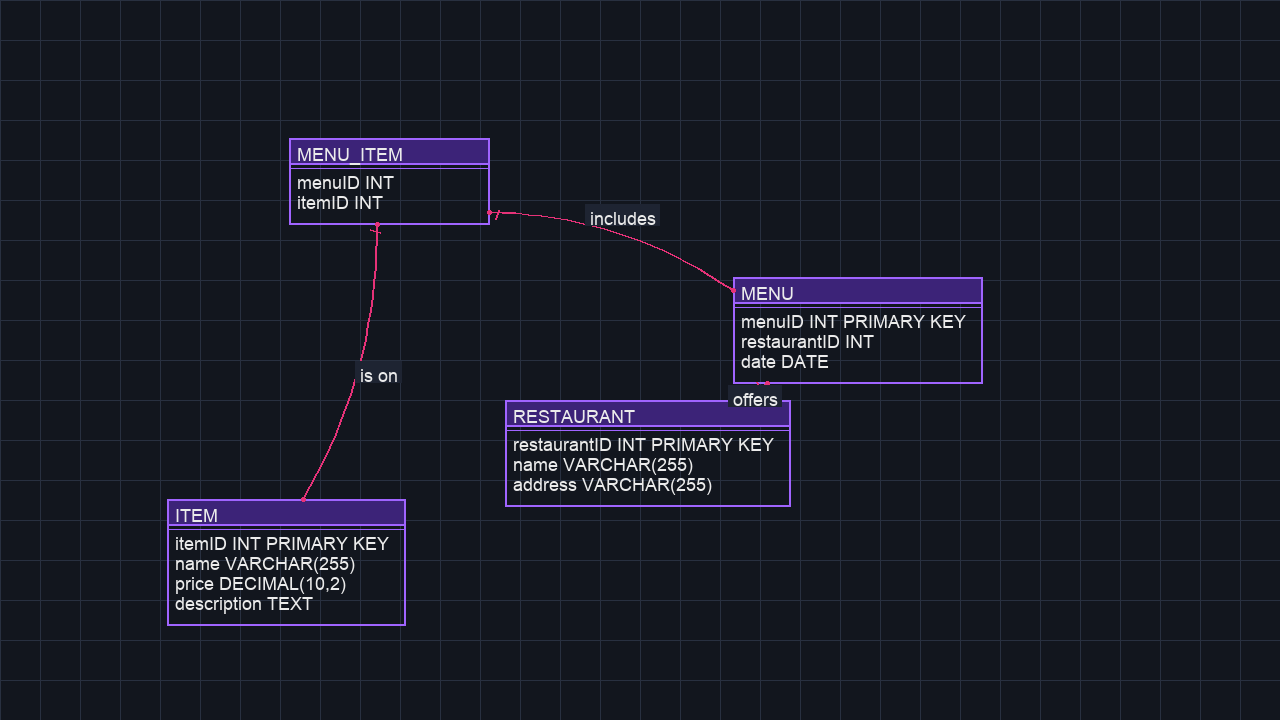 MENU_ITEM
menuID INT
itemID INT
includes
MENU
menuID INT PRIMARY KEY
restaurantID INT
date DATE
is on
offers
RESTAURANT
restaurantID INT PRIMARY KEY
name VARCHAR(255)
address VARCHAR(255)
ITEM
itemID INT PRIMARY KEY
name VARCHAR(255)
price DECIMAL(10,2)
description TEXT